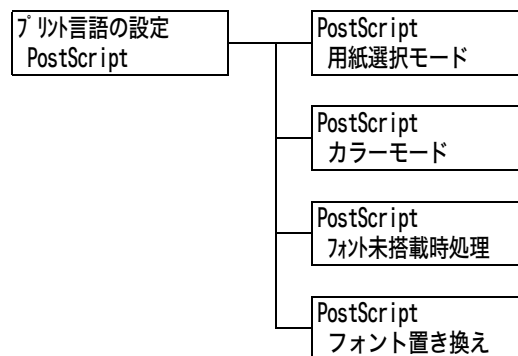 プリント言語の設定
PostScript
PostScript
用紙選択モード
PostScript
カラーモード
PostScript
フォント未搭載時処理
PostScript
フォント置き換え